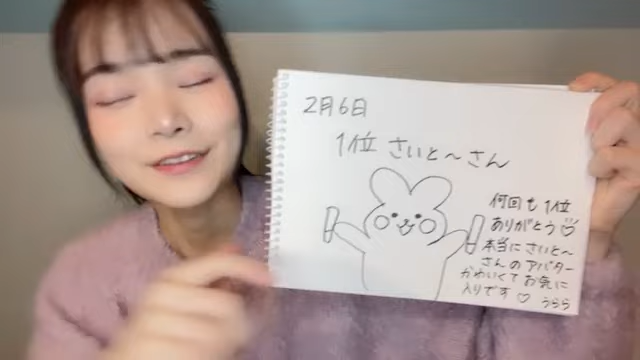 2月6日
1位 さいと〜さん
何回も1位
ありがとう♡
本当にさいと〜
さんのアバター
かわいくてお気に
入りです♡ うらら